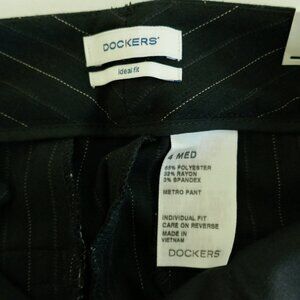 DOCKERS®
ideal fit
4 MED
65% POLYESTER
32% RAYON
3% SPANDEX
METRO PANT
INDIVIDUAL FIT
CARE ON REVERSE
MADE IN
VIETNAM
DOCKERS®